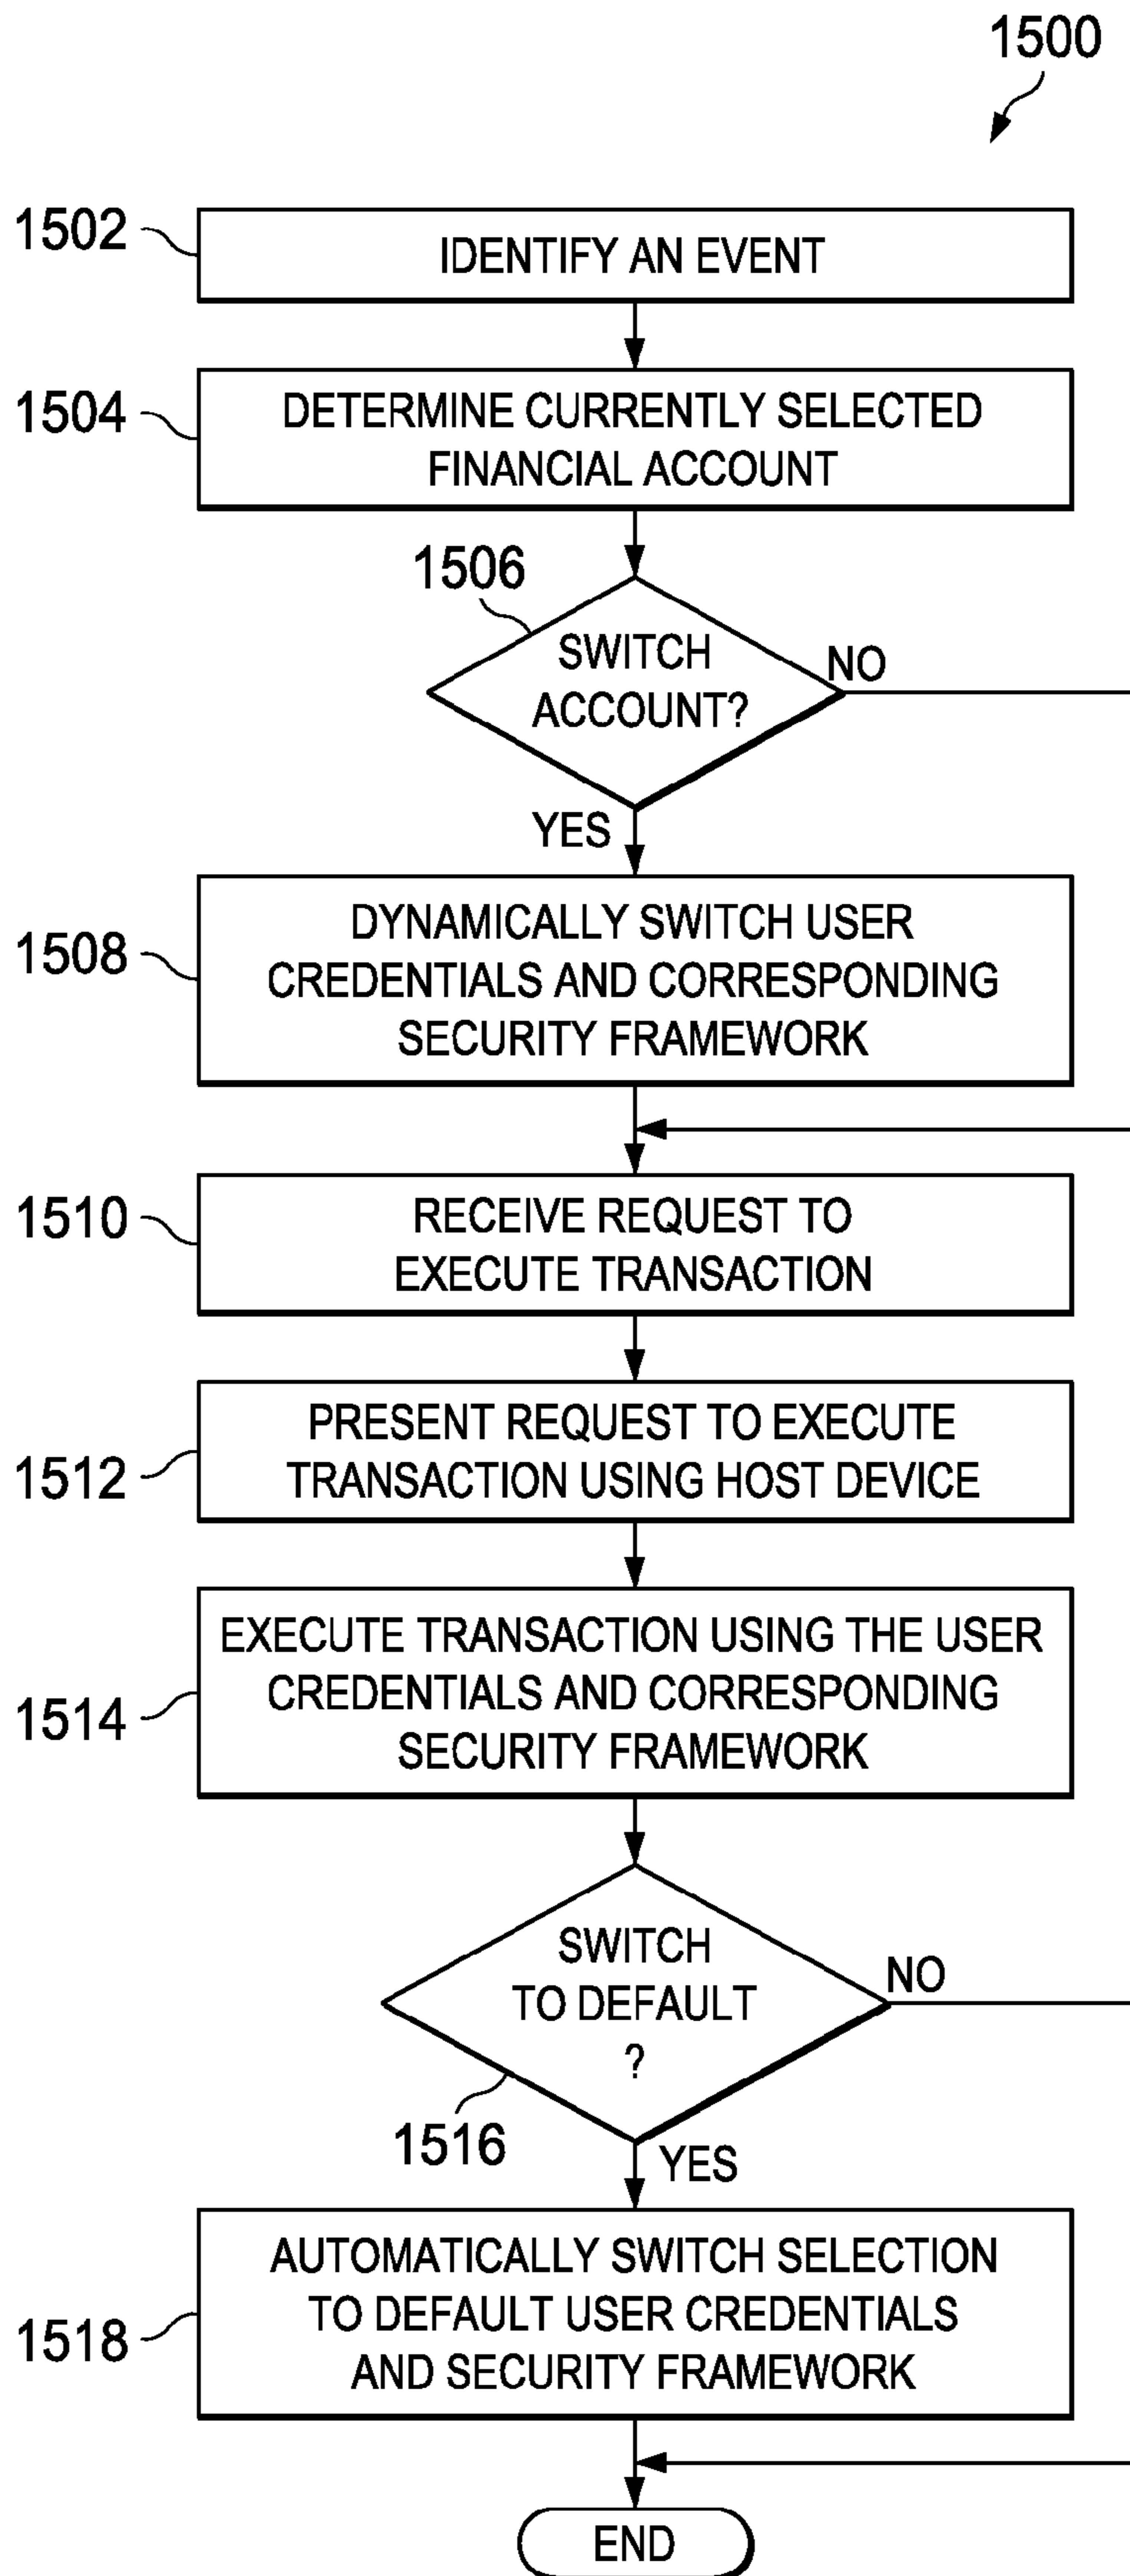 1500
1502
IDENTIFY AN EVENT
1504
DETERMINE CURRENTLY SELECTED
FINANCIAL ACCOUNT
1506
SWITCH
ACCOUNT?
NO
YES
1508
DYNAMICALLY SWITCH USER
CREDENTIALS AND CORRESPONDING
SECURITY FRAMEWORK
1510
RECEIVE REQUEST TO
EXECUTE TRANSACTION
1512
PRESENT REQUEST TO EXECUTE
TRANSACTION USING HOST DEVICE
1514
EXECUTE TRANSACTION USING THE USER
CREDENTIALS AND CORRESPONDING
SECURITY FRAMEWORK
SWITCH
TO DEFAULT
?
NO
1516
YES
1518
AUTOMATICALLY SWITCH SELECTION
TO DEFAULT USER CREDENTIALS
AND SECURITY FRAMEWORK
END